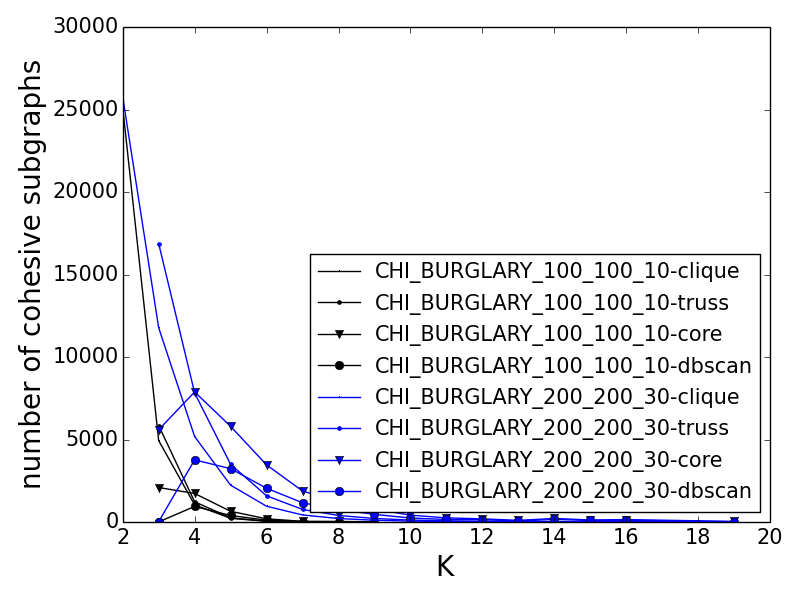 30000
25000
20000
15000
10000
5000
0
number of cohesive subgraphs
CHI_BURGLARY_100_100_10-clique
CHI_BURGLARY_100_100_10-truss
CHI_BURGLARY_100_100_10-core
CHI_BURGLARY_100_100_10-dbscan
CHI_BURGLARY_200_200_30-clique
CHI_BURGLARY_200_200_30-truss
CHI_BURGLARY_200_200_30-core
CHI_BURGLARY_200_200_30-dbscan
2 4 6 8 10 12 14 16 18 20
K